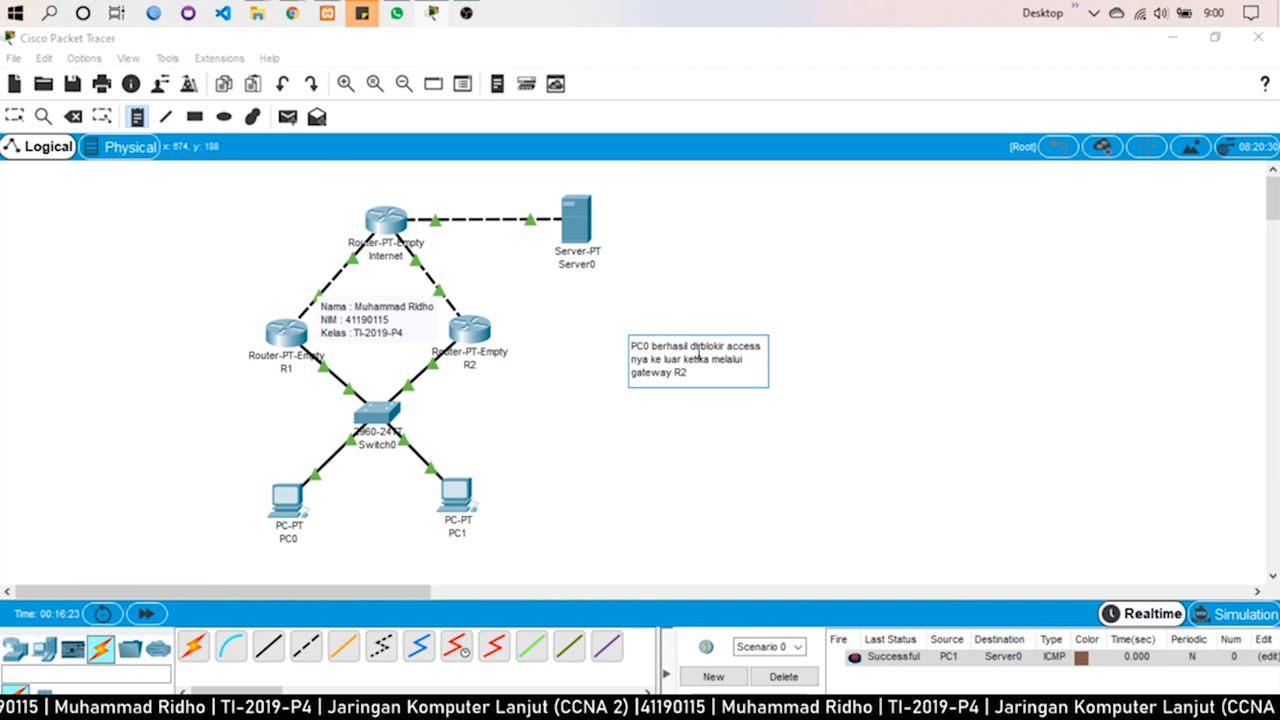 Desktop
9:00
Cisco Packet Tracer
File Edit Options View Tools Extensions Help
?
Logical
Physical
x: 674, y: 188
[Root]
08:20:30
Router-PT-Empty
Internet
Server-PT
Server0
Nama : Muhammad Ridho
NIM : 41190115
Kelas : TI-2019-P4
Router-PT-Empty
R1
Router-PT-Empty
R2
PC0 berhasil diblokir access
nya ke luar ketika melalui
gateway R2
2960-24TT
Switch0
PC-PT
PC0
PC-PT
PC1
Time: 00:16:23
Realtime
Simulation
Scenario 0
New
Delete
Fire Last Status Source Destination Type Color Time(sec) Periodic Num Edit
Successful PC1 Server0 ICMP 0.000 N 0 (edit)
90115 | Muhammad Ridho | TI-2019-P4 | Jaringan Komputer Lanjut (CCNA 2) |41190115 | Muhammad Ridho | TI-2019-P4 | Jaringan Komputer Lanjut (CCNA